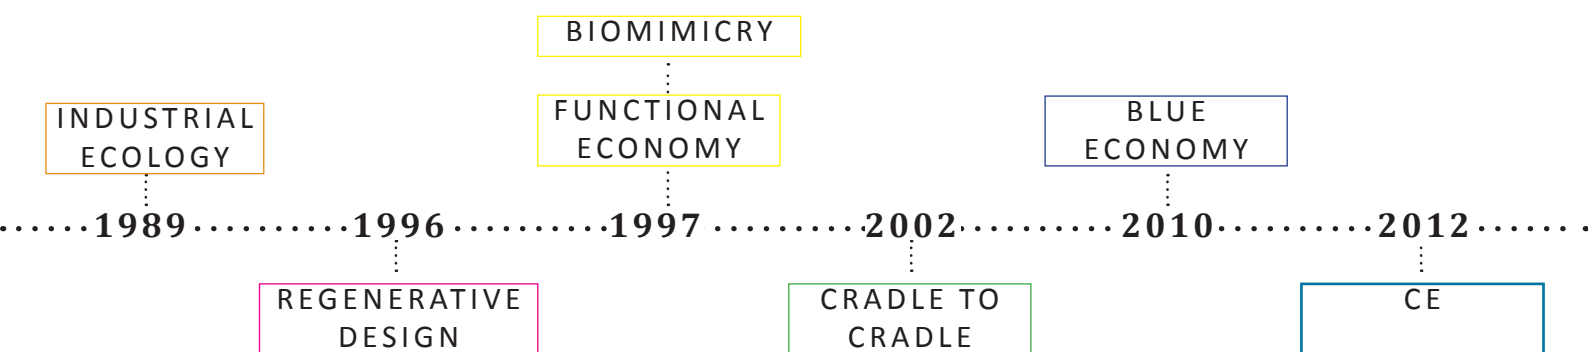 BIOMIMICRY
INDUSTRIAL
ECOLOGY
FUNCTIONAL
ECONOMY
BLUE
ECONOMY
1989 1996 1997 2002 2010 2012
REGENERATIVE
DESIGN
CRADLE TO
CRADLE
CE